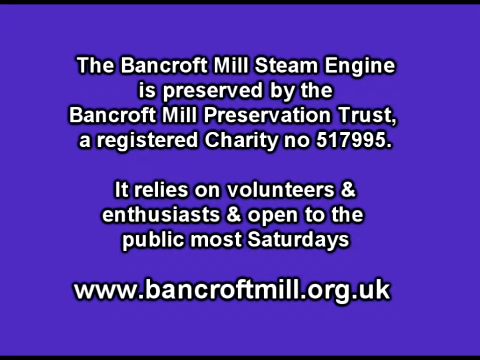 The Bancroft Mill Steam Engine
is preserved by the
Bancroft Mill Preservation Trust,
a registered Charity no 517995.
It relies on volunteers &
enthusiasts & open to the
public most Saturdays
www.bancroftmill.org.uk